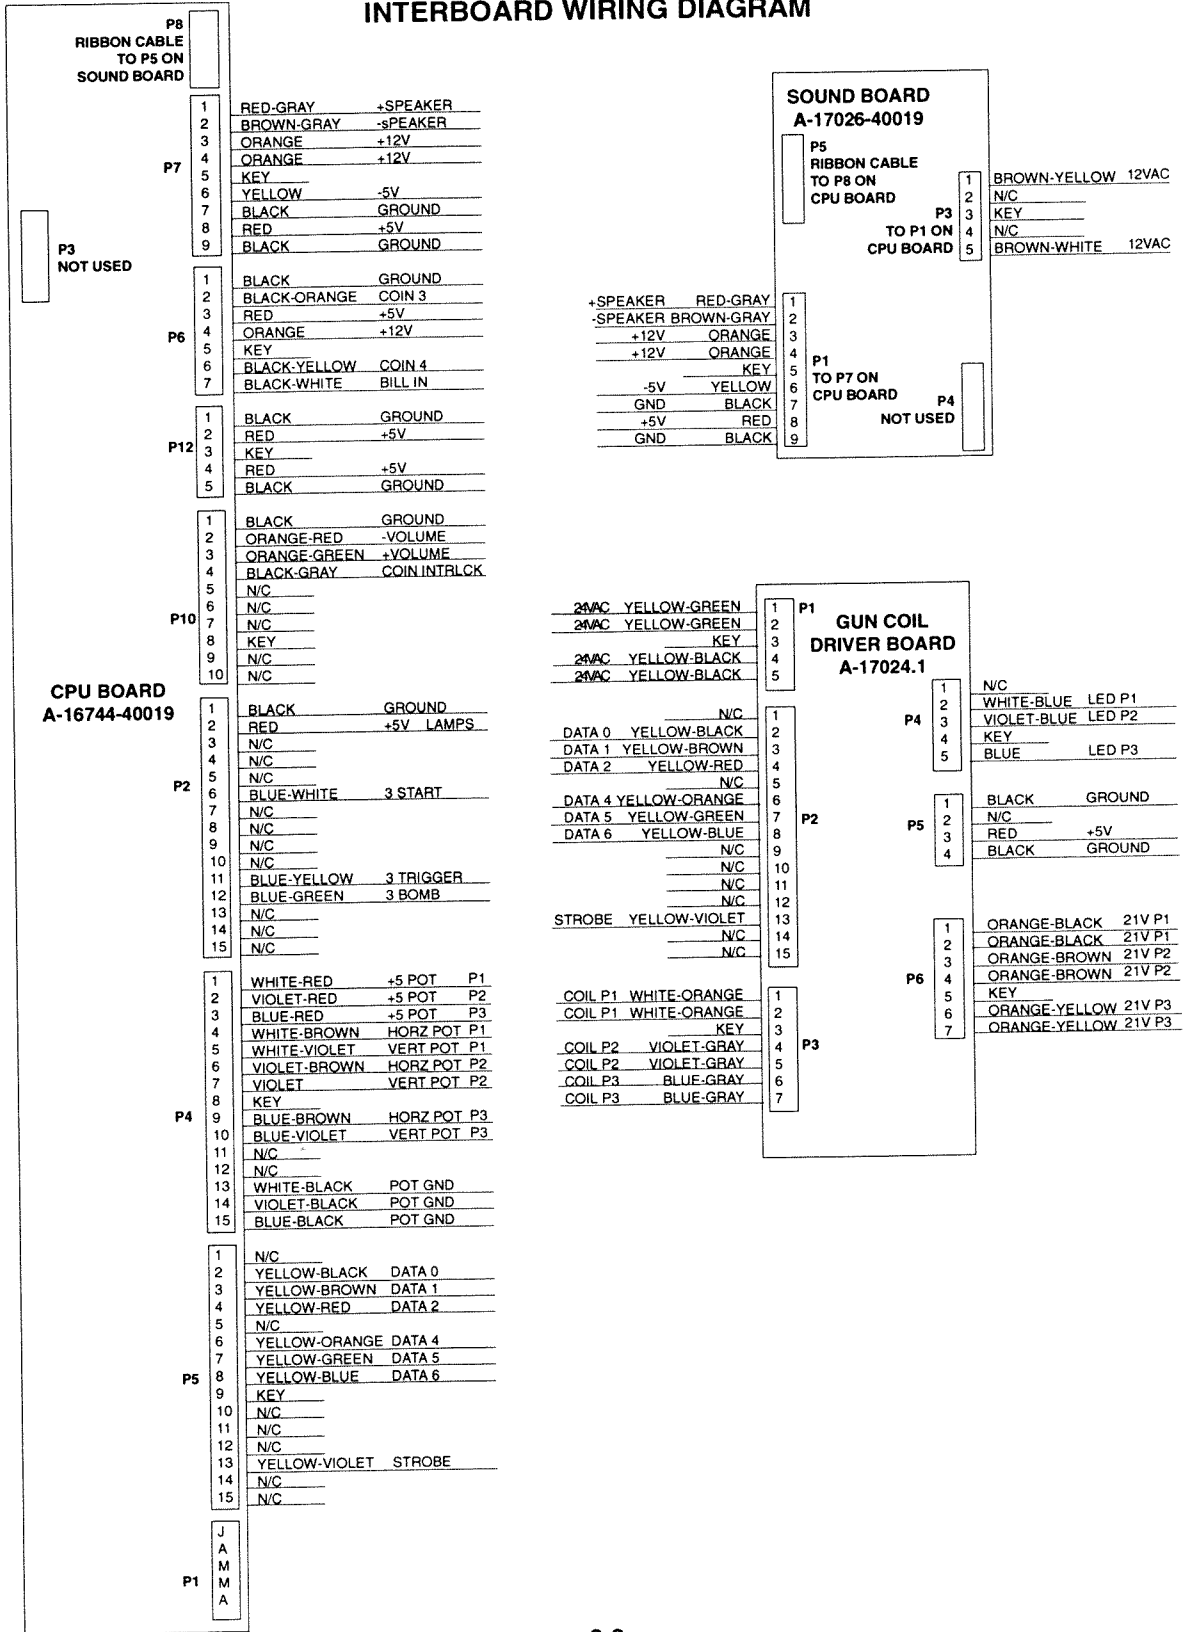 INTERBOARD WIRING DIAGRAM
P8
RIBBON CABLE
TO P5 ON
SOUND BOARD
P7
1 RED-GRAY +SPEAKER
2 BROWN-GRAY -sPEAKER
3 ORANGE +12V
4 ORANGE +12V
5 KEY
6 YELLOW -5V
7 BLACK GROUND
8 RED +5V
9 BLACK GROUND
P3
NOT USED
P6
1 BLACK GROUND
2 BLACK-ORANGE COIN 3
3 RED +5V
4 ORANGE +12V
5 KEY
6 BLACK-YELLOW COIN 4
7 BLACK-WHITE BILL IN
P12
1 BLACK GROUND
2 RED +5V
3 KEY
4 RED +5V
5 BLACK GROUND
P10
1 BLACK GROUND
2 ORANGE-RED -VOLUME
3 ORANGE-GREEN +VOLUME
4 BLACK-GRAY COIN INTRLCK
5 N/C
6 N/C
7 N/C
8 KEY
9 N/C
10 N/C
CPU BOARD
A-16744-40019
P2
1 BLACK GROUND
2 RED +5V LAMPS
3 N/C
4 N/C
5 N/C
6 BLUE-WHITE 3 START
7 N/C
8 N/C
9 N/C
10 N/C
11 BLUE-YELLOW 3 TRIGGER
12 BLUE-GREEN 3 BOMB
13 N/C
14 N/C
15 N/C
P4
1 WHITE-RED +5 POT P1
2 VIOLET-RED +5 POT P2
3 BLUE-RED +5 POT P3
4 WHITE-BROWN HORZ POT P1
5 WHITE-VIOLET VERT POT P1
6 VIOLET-BROWN HORZ POT P2
7 VIOLET VERT POT P2
8 KEY
9 BLUE-BROWN HORZ POT P3
10 BLUE-VIOLET VERT POT P3
11 N/C
12 N/C
13 WHITE-BLACK POT GND
14 VIOLET-BLACK POT GND
15 BLUE-BLACK POT GND
P5
1 N/C
2 YELLOW-BLACK DATA 0
3 YELLOW-BROWN DATA 1
4 YELLOW-RED DATA 2
5 N/C
6 YELLOW-ORANGE DATA 4
7 YELLOW-GREEN DATA 5
8 YELLOW-BLUE DATA 6
9 KEY
10 N/C
11 N/C
12 N/C
13 YELLOW-VIOLET STROBE
14 N/C
15 N/C
P1
J
A
M
M
A
SOUND BOARD
A-17026-40019
P5
RIBBON CABLE
TO P8 ON
CPU BOARD
P3
TO P1 ON
CPU BOARD
1 BROWN-YELLOW 12VAC
2 N/C
3 KEY
4 N/C
5 BROWN-WHITE 12VAC
+SPEAKER RED-GRAY 1
-SPEAKER BROWN-GRAY 2
+12V ORANGE 3
+12V ORANGE 4
KEY 5
-5V YELLOW 6
GND BLACK 7
+5V RED 8
GND BLACK 9
P1
TO P7 ON
CPU BOARD
P4
NOT USED
GUN COIL
DRIVER BOARD
A-17024.1
P1
24VAC YELLOW-GREEN 1
24VAC YELLOW-GREEN 2
KEY 3
24VAC YELLOW-BLACK 4
24VAC YELLOW-BLACK 5
P2
N/C 1
DATA 0 YELLOW-BLACK 2
DATA 1 YELLOW-BROWN 3
DATA 2 YELLOW-RED 4
N/C 5
DATA 4 YELLOW-ORANGE 6
DATA 5 YELLOW-GREEN 7
DATA 6 YELLOW-BLUE 8
N/C 9
N/C 10
N/C 11
N/C 12
STROBE YELLOW-VIOLET 13
N/C 14
N/C 15
P3
COIL P1 WHITE-ORANGE 1
COIL P1 WHITE-ORANGE 2
KEY 3
COIL P2 VIOLET-GRAY 4
COIL P2 VIOLET-GRAY 5
COIL P3 BLUE-GRAY 6
COIL P3 BLUE-GRAY 7
P4
1 N/C
2 WHITE-BLUE LED P1
3 VIOLET-BLUE LED P2
4 KEY
5 BLUE LED P3
P5
1 BLACK GROUND
2 N/C
3 RED +5V
4 BLACK GROUND
P6
1 ORANGE-BLACK 21V P1
2 ORANGE-BLACK 21V P1
3 ORANGE-BROWN 21V P2
4 ORANGE-BROWN 21V P2
5 KEY
6 ORANGE-YELLOW 21V P3
7 ORANGE-YELLOW 21V P3